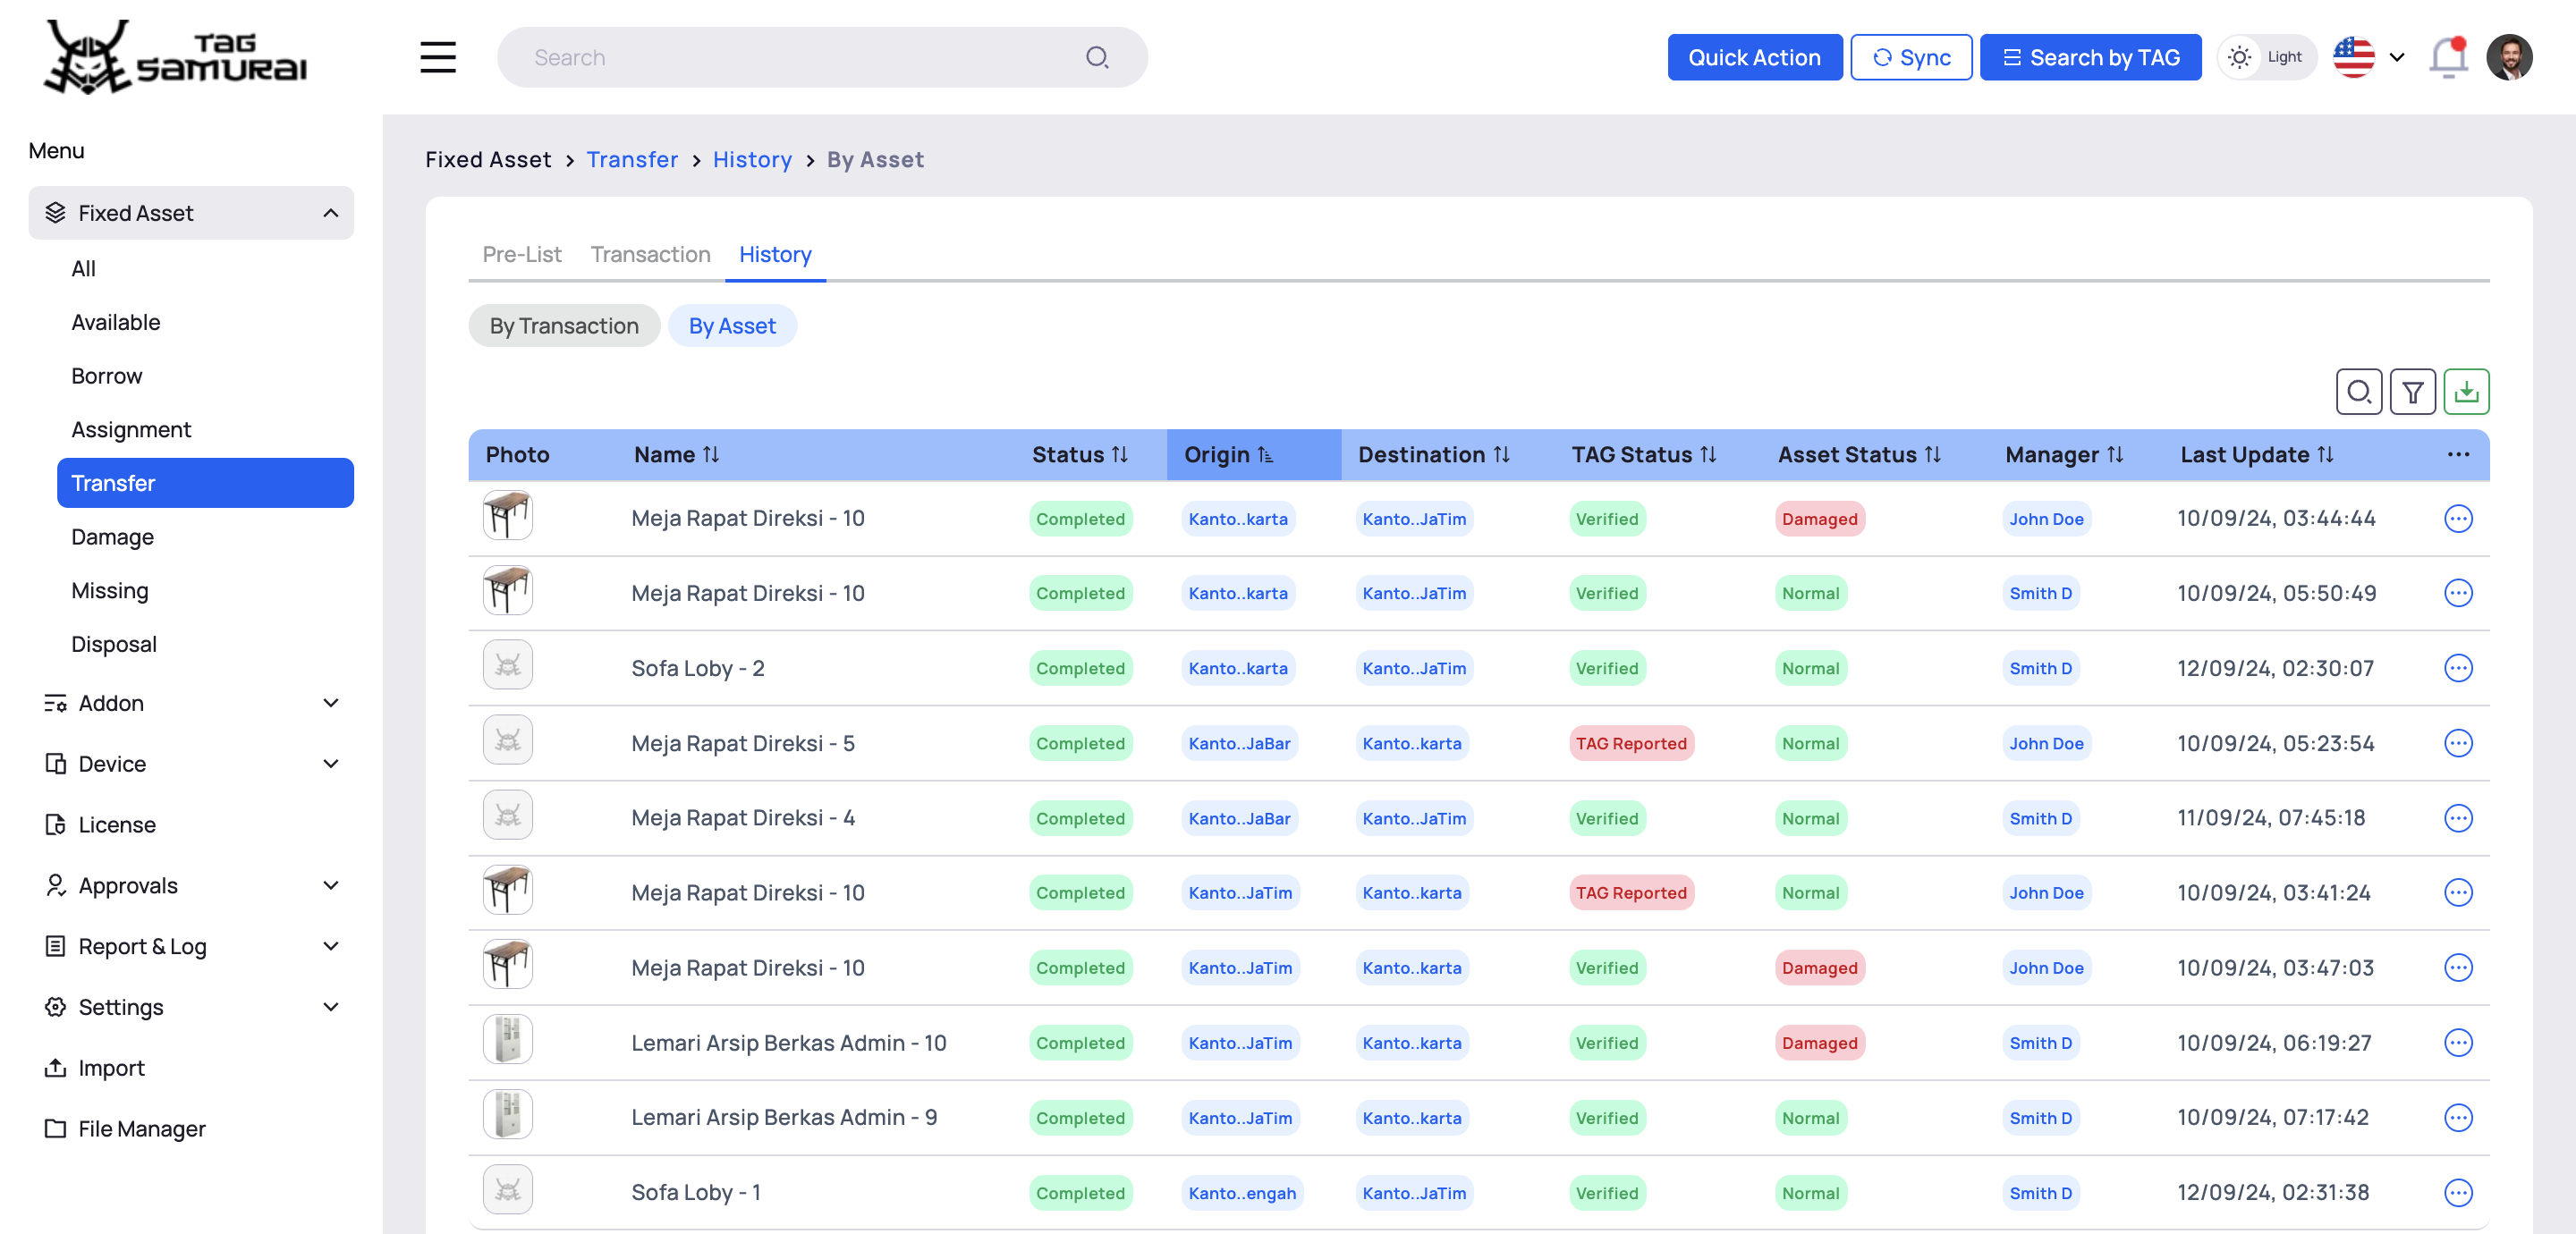 TAG SAMURAI
Search
Quick Action
Sync
Search by TAG
Light
Menu
Fixed Asset
All
Available
Borrow
Assignment
Transfer
Damage
Missing
Disposal
Addon
Device
License
Approvals
Report & Log
Settings
Import
File Manager
Fixed Asset > Transfer > History > By Asset
Pre-List Transaction History
By Transaction By Asset
Photo Name Status Origin Destination TAG Status Asset Status Manager Last Update
Meja Rapat Direksi - 10 Completed Kanto..karta Kanto..JaTim Verified Damaged John Doe 10/09/24, 03:44:44
Meja Rapat Direksi - 10 Completed Kanto..karta Kanto..JaTim Verified Normal Smith D 10/09/24, 05:50:49
Sofa Loby - 2 Completed Kanto..karta Kanto..JaTim Verified Normal Smith D 12/09/24, 02:30:07
Meja Rapat Direksi - 5 Completed Kanto..JaBar Kanto..karta TAG Reported Normal John Doe 10/09/24, 05:23:54
Meja Rapat Direksi - 4 Completed Kanto..JaBar Kanto..JaTim Verified Normal Smith D 11/09/24, 07:45:18
Meja Rapat Direksi - 10 Completed Kanto..JaTim Kanto..karta TAG Reported Normal John Doe 10/09/24, 03:41:24
Meja Rapat Direksi - 10 Completed Kanto..JaTim Kanto..karta Verified Damaged John Doe 10/09/24, 03:47:03
Lemari Arsip Berkas Admin - 10 Completed Kanto..JaTim Kanto..karta Verified Damaged Smith D 10/09/24, 06:19:27
Lemari Arsip Berkas Admin - 9 Completed Kanto..JaTim Kanto..karta Verified Normal Smith D 10/09/24, 07:17:42
Sofa Loby - 1 Completed Kanto..engah Kanto..JaTim Verified Normal Smith D 12/09/24, 02:31:38